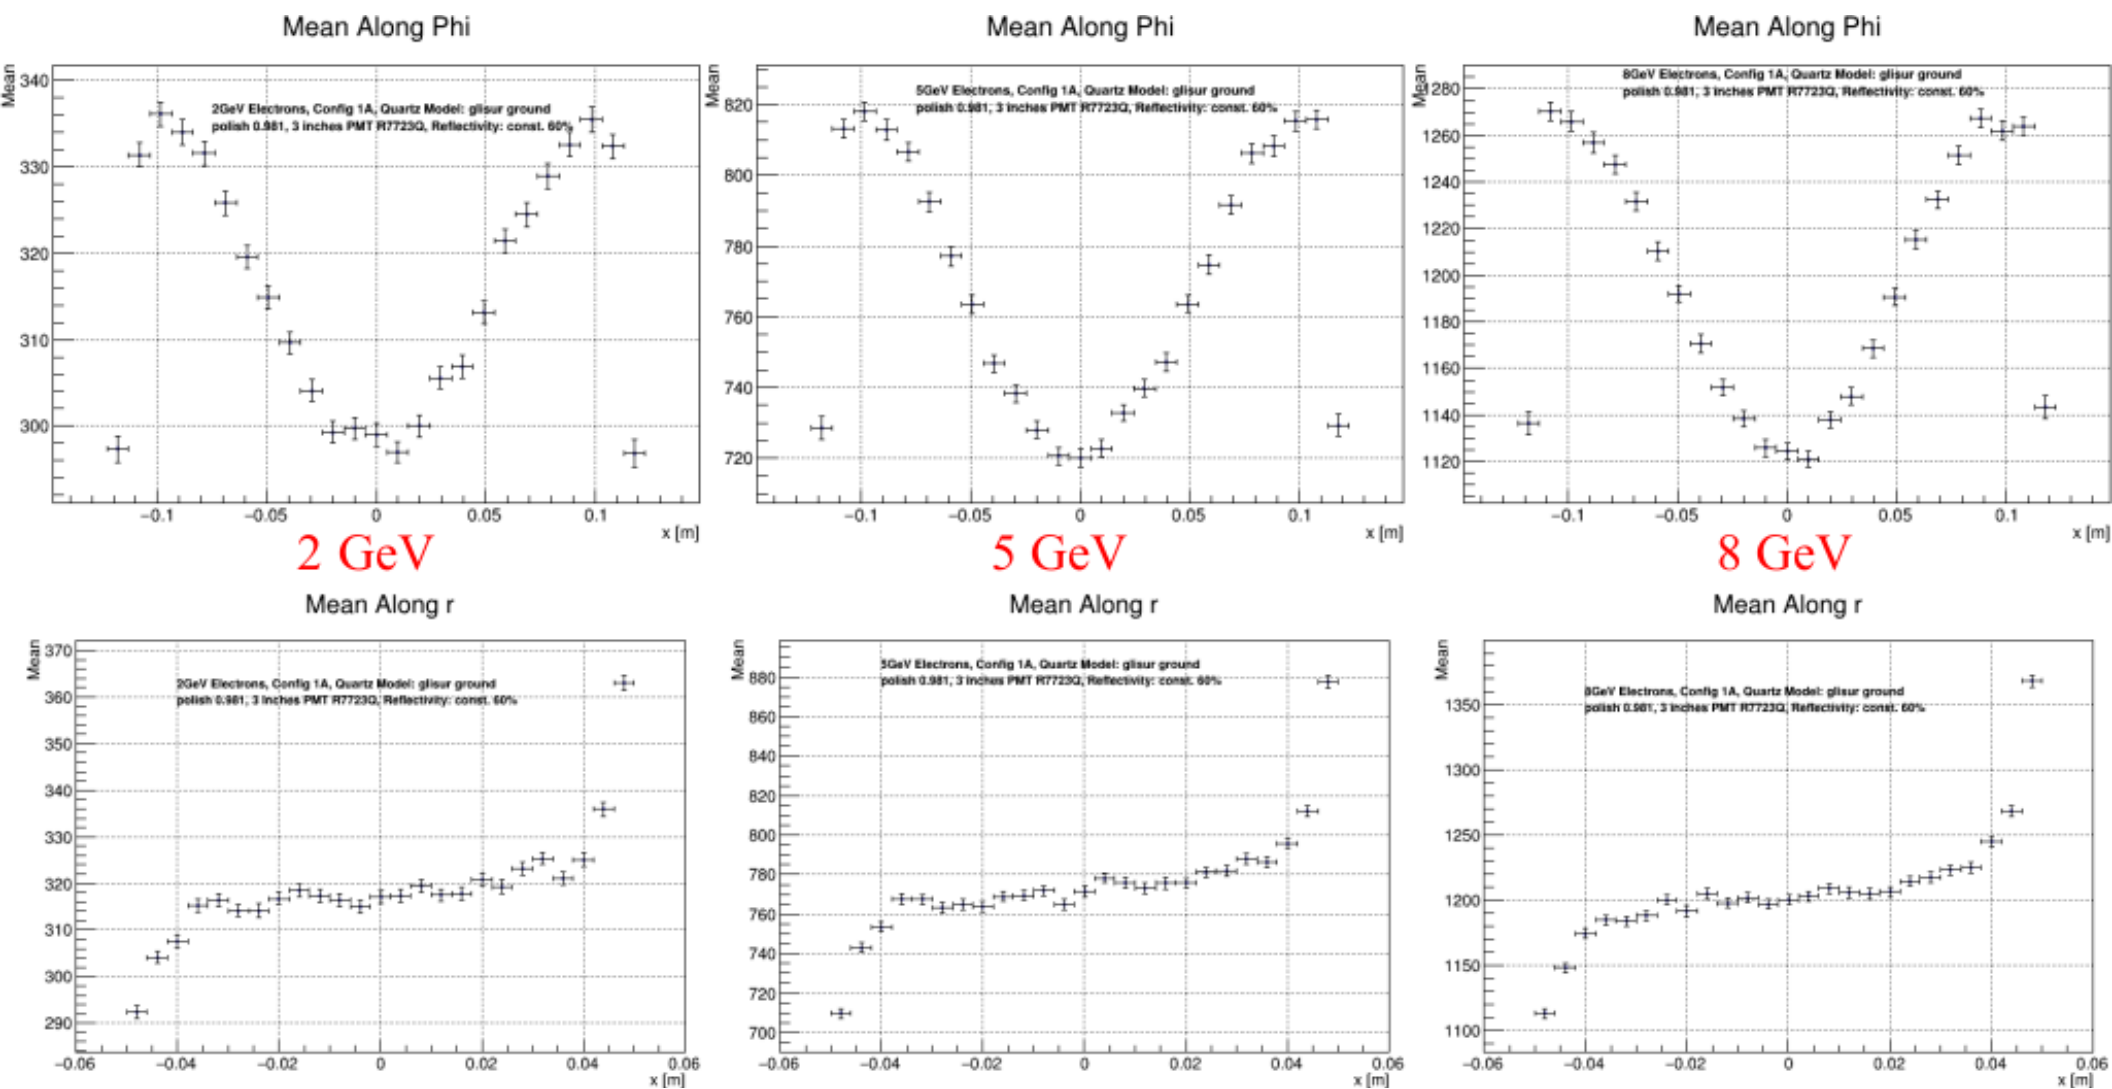 Mean Along Phi
Mean
2GeV Electrons, Config 1A, Quartz Model: glisur ground
polish 0.981, 3 inches PMT R7723Q, Reflectivity: const. 60%
340
330
320
310
300
−0.1 −0.05 0 0.05 0.1
x [m]
2 GeV
Mean Along Phi
Mean
5GeV Electrons, Config 1A, Quartz Model: glisur ground
polish 0.981, 3 inches PMT R7723Q, Reflectivity: const. 60%
820
800
780
760
740
720
−0.1 −0.05 0 0.05 0.1
x [m]
5 GeV
Mean Along Phi
Mean
8GeV Electrons, Config 1A, Quartz Model: glisur ground
polish 0.981, 3 inches PMT R7723Q, Reflectivity: const. 60%
1280
1260
1240
1220
1200
1180
1160
1140
1120
−0.1 −0.05 0 0.05 0.1
x [m]
8 GeV
Mean Along r
Mean
2GeV Electrons, Config 1A, Quartz Model: glisur ground
polish 0.981, 3 inches PMT R7723Q, Reflectivity: const. 60%
370
360
350
340
330
320
310
300
290
−0.06 −0.04 −0.02 0 0.02 0.04 0.06
x [m]
Mean Along r
Mean
5GeV Electrons, Config 1A, Quartz Model: glisur ground
polish 0.981, 3 inches PMT R7723Q, Reflectivity: const. 60%
880
860
840
820
800
780
760
740
720
700
−0.06 −0.04 −0.02 0 0.02 0.04 0.06
x [m]
Mean Along r
Mean
8GeV Electrons, Config 1A, Quartz Model: glisur ground
polish 0.981, 3 inches PMT R7723Q, Reflectivity: const. 60%
1350
1300
1250
1200
1150
1100
−0.06 −0.04 −0.02 0 0.02 0.04 0.06
x [m]